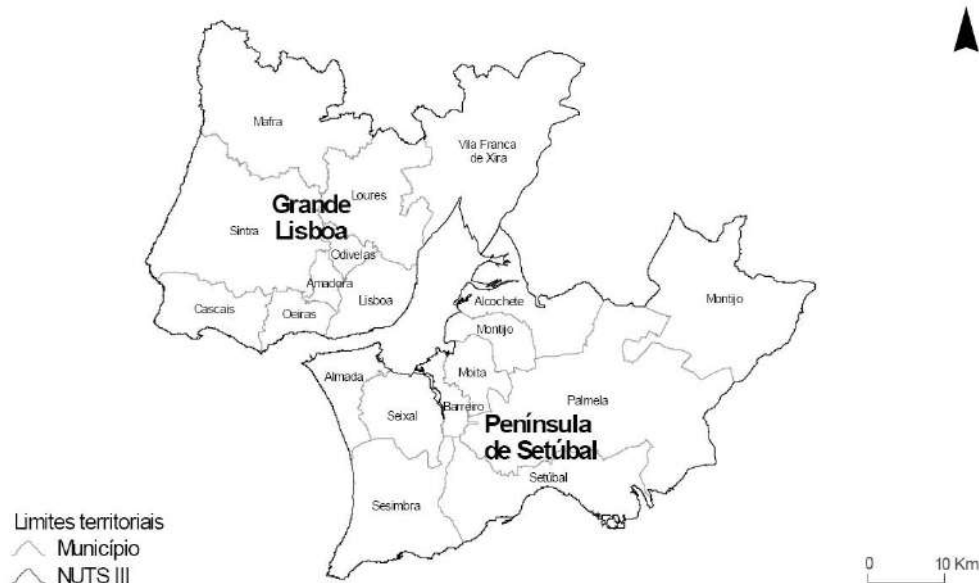 Mafra
Vila Franca
de Xira
Loures
Grande
Lisboa
Sintra
Odivelas
Amadora
Lisboa
Cascais
Oeiras
Alcochete
Montijo
Montijo
Almada
Moita
Seixal
Barreiro
Palmela
Península
de Setúbal
Setúbal
Sesimbra
Limites territoriais
Município
NUTS III
0 10 Km